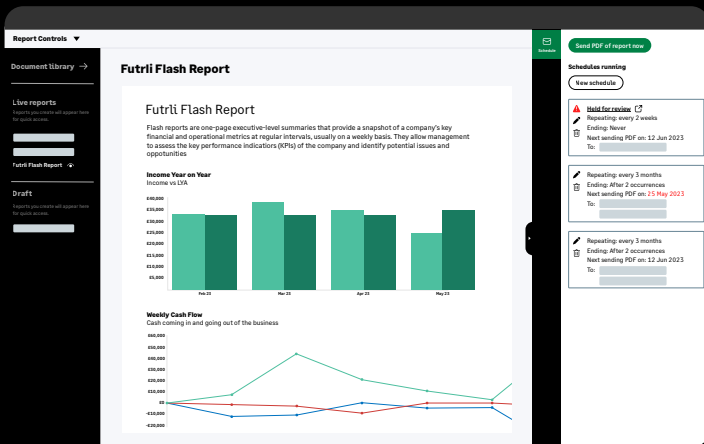 Report Controls
Document library
Live reports
Reports you create will appear here
for quick access.
Futrli Flash Report
Draft
Reports you create will appear here
for quick access.
Futrli Flash Report
Futrli Flash Report
Flash reports are one-page executive-level summaries that provide a snapshot of a company's key
financial and operational metrics at regular intervals, usually on a weekly basis. They allow management
to assess the key performance indicatiors (KPIs) of the company and identify potential issues and
opportunities
Income Year on Year
Income vs LYA
£40,000
£35,000
£30,000
£25,000
£20,000
£15,000
£10,000
£5,000
Feb 23
Mar 23
Apr 23
May 23
Weekly Cash Flow
Cash coming in and going out of the business
£60,000
£50,000
£40,000
£30,000
£20,000
£10,000
£0
-£10,000
-£20,000
Schedule
Send PDF of report now
Schedules running
New schedule
Held for review
Repeating: every 2 weeks
Ending: Never
Next sending PDF on: 12 Jun 2023
To:
Repeating: every 3 months
Ending: After 2 occurrences
Next sending PDF on: 25 May 2023
To:
Repeating: every 3 months
Ending: After 2 occurrences
Next sending PDF on: 12 Jun 2023
To: